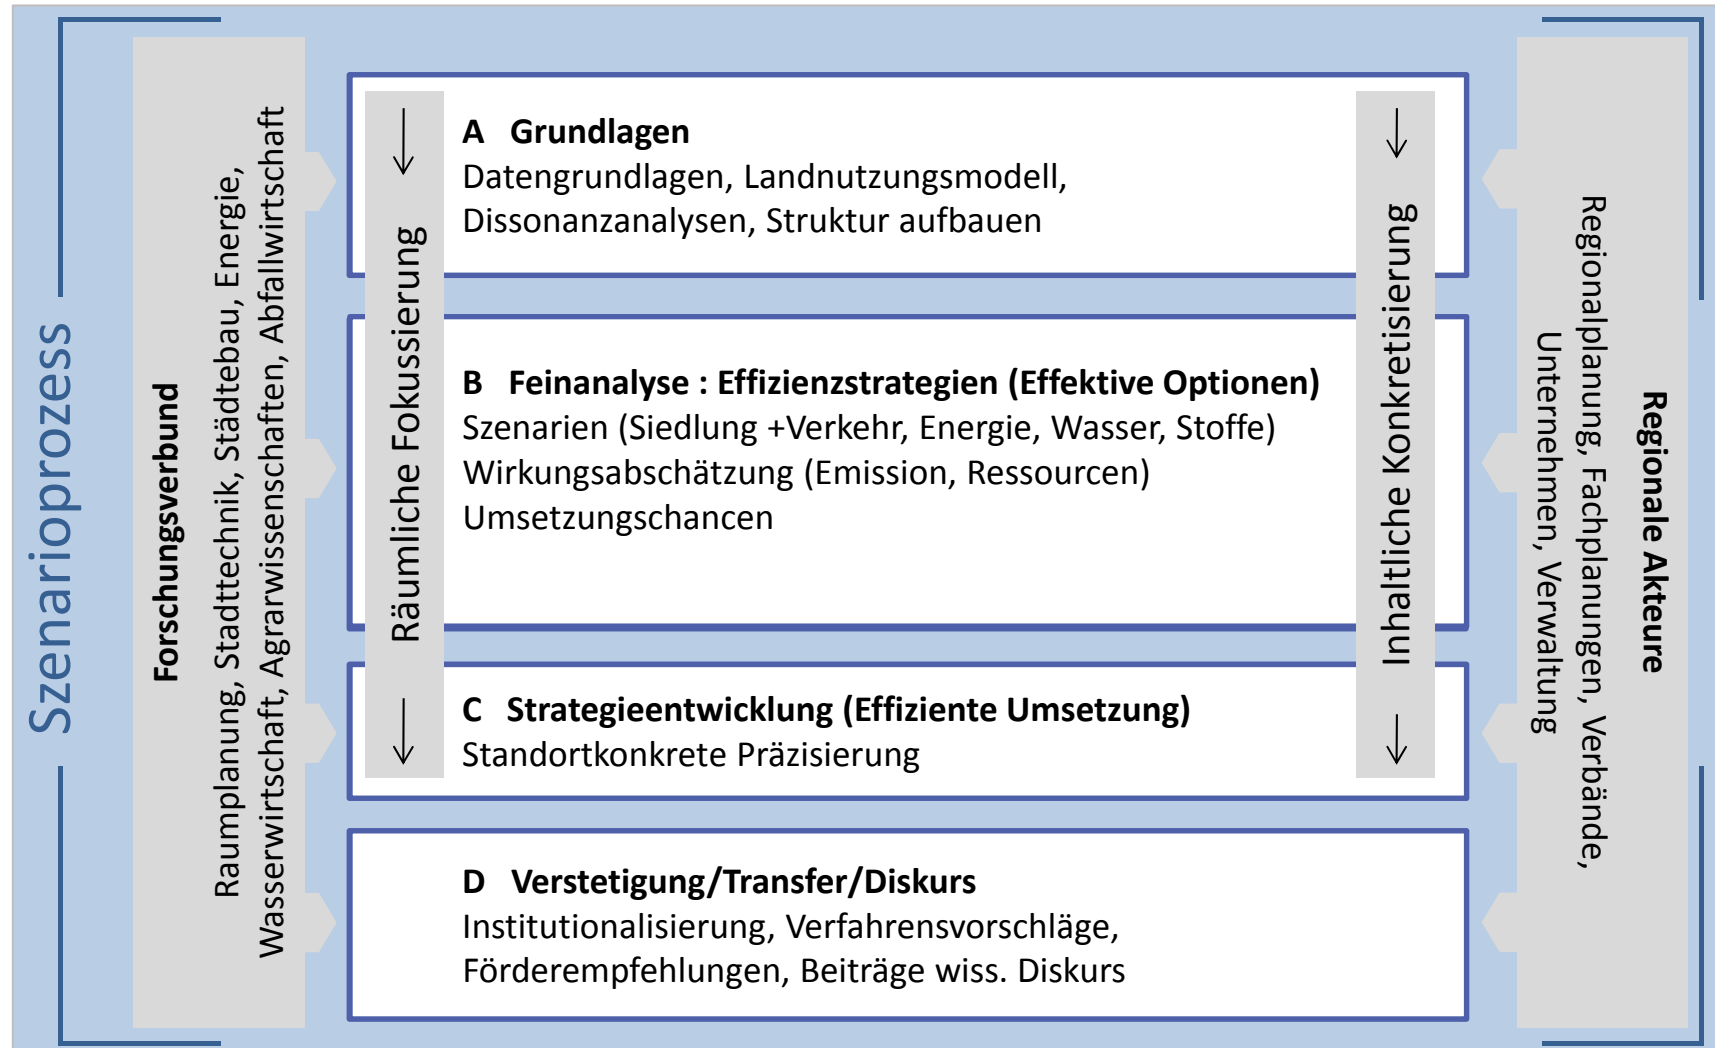 Szenarioprozess
Forschungsverbund
Raumplanung, Stadttechnik, Städtebau, Energie,
Wasserwirtschaft, Agrarwissenschaften, Abfallwirtschaft
Räumliche Fokussierung
A Grundlagen
Datengrundlagen, Landnutzungsmodell,
Dissonanzanalysen, Struktur aufbauen
B Feinanalyse : Effizienzstrategien (Effektive Optionen)
Szenarien (Siedlung +Verkehr, Energie, Wasser, Stoffe)
Wirkungsabschätzung (Emission, Ressourcen)
Umsetzungschancen
C Strategieentwicklung (Effiziente Umsetzung)
Standortkonkrete Präzisierung
D Verstetigung/Transfer/Diskurs
Institutionalisierung, Verfahrensvorschläge,
Förderempfehlungen, Beiträge wiss. Diskurs
Inhaltliche Konkretisierung
Regionale Akteure
Regionalplanung, Fachplanungen, Verbände,
Unternehmen, Verwaltung